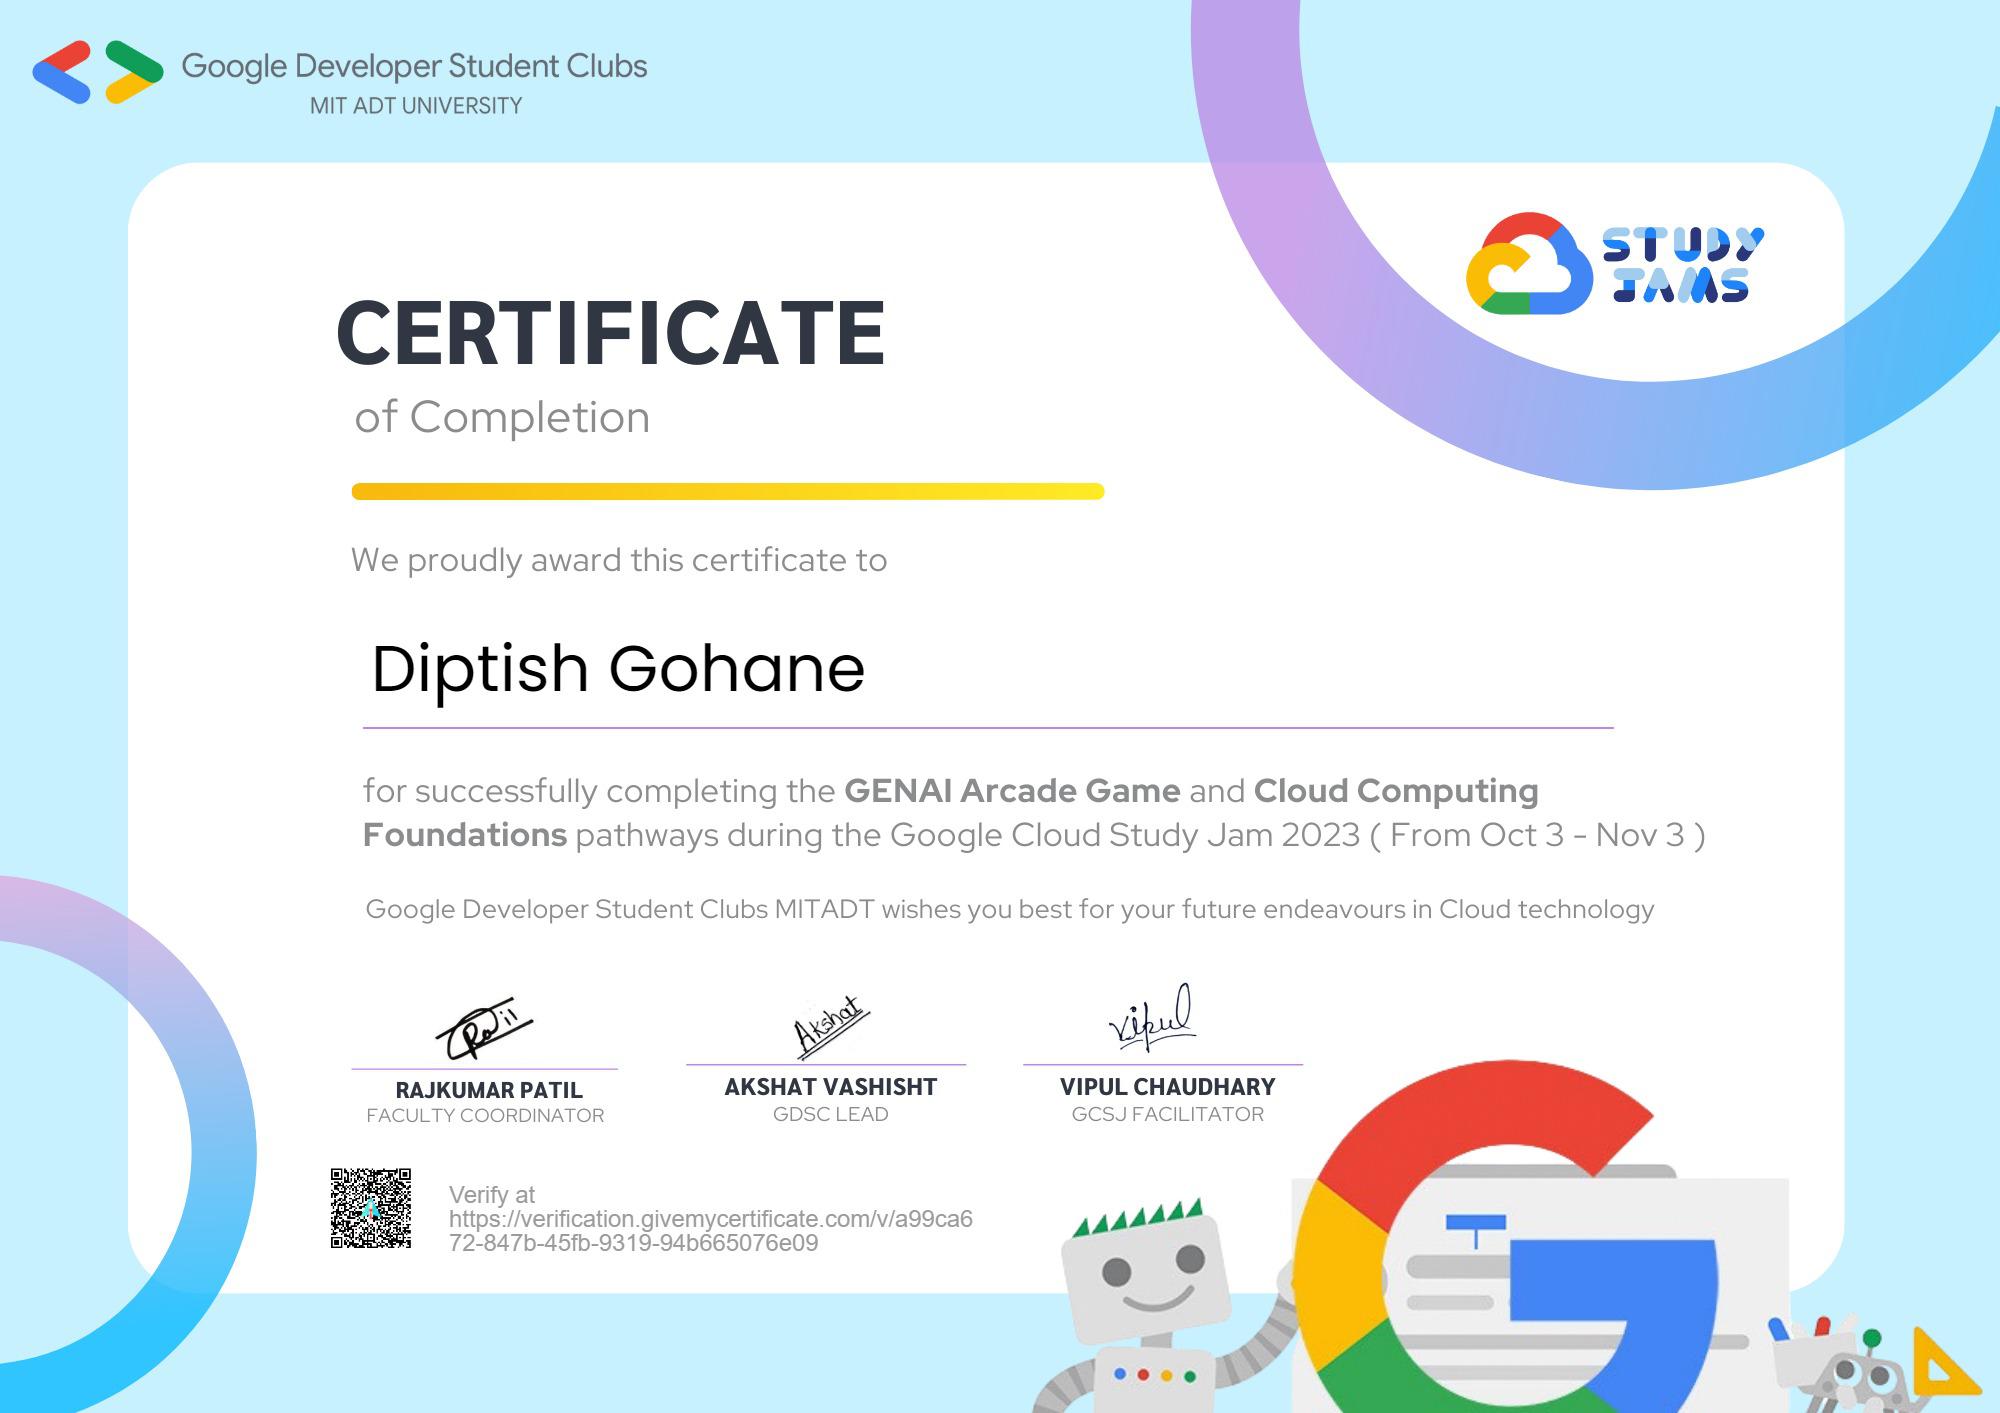 Google Developer Student Clubs
MIT ADT UNIVERSITY
STUDY
JAMS
CERTIFICATE
of Completion
We proudly award this certificate to
Diptish Gohane
for successfully completing the GENAI Arcade Game and Cloud Computing
Foundations pathways during the Google Cloud Study Jam 2023 ( From Oct 3 - Nov 3 )
Google Developer Student Clubs MITADT wishes you best for your future endeavours in Cloud technology
Akshat
Vipul
RAJKUMAR PATIL
FACULTY COORDINATOR
AKSHAT VASHISHT
GDSC LEAD
VIPUL CHAUDHARY
GCSJ FACILITATOR
Verify at
https://verification.givemycertificate.com/v/a99ca6
72-847b-45fb-9319-94b665076e09